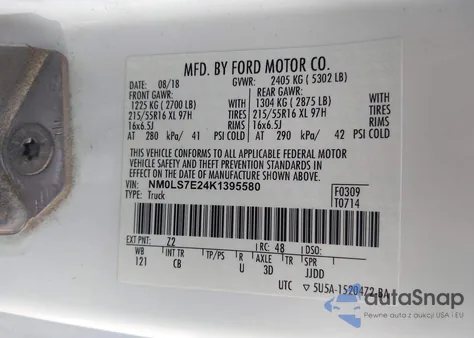 MFD. BY FORD MOTOR CO.
08/18 GVWR: 2405 KG ( 5302 LB)
FRONT GAWR: REAR GAWR:
1225 KG ( 2700 LB) 1304 KG ( 2875 LB)
215/55R16 XL 97H TIRES 215/55R16 XL 97H TIRES
16x6.5J RIMS 16x6.5J RIMS
AT 280 kPa/ 41 PSI COLD AT 290 kPa/ 42 PSI COLD
THIS VEHICLE CONFORMS TO ALL APPLICABLE FEDERAL MOTOR
VEHICLE SAFETY AND THEFT PREVENTION STANDARDS IN
EFFECT ON THE DATE OF MANUFACTURE SHOWN ABOVE.
VIN: NM0LS7E24K1395580 F0309
TYPE: Truck T0714
EXT PNT: Z2 RC: 48 DSO:
WB INT TR TP/PS R AXLE TR SPR
121 CB U 3D JJDD
UTC ▽ 5U5A-1520472-BA
autoSnap
Pewne auto z aukcji USA i EU